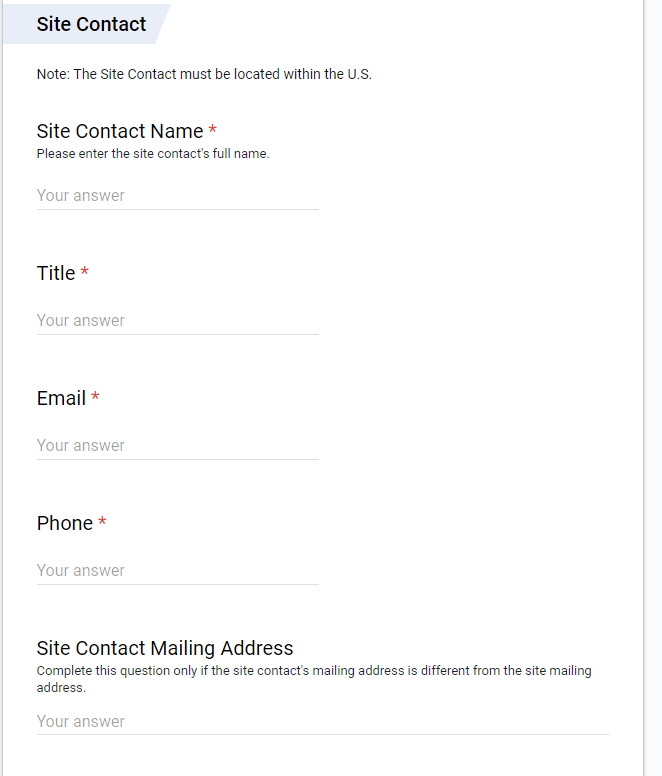 Site Contact
Note: The Site Contact must be located within the U.S.
Site Contact Name *
Please enter the site contact's full name.
Your answer
Title *
Your answer
Email *
Your answer
Phone *
Your answer
Site Contact Mailing Address
Complete this question only if the site contact's mailing address is different from the site mailing
address.
Your answer